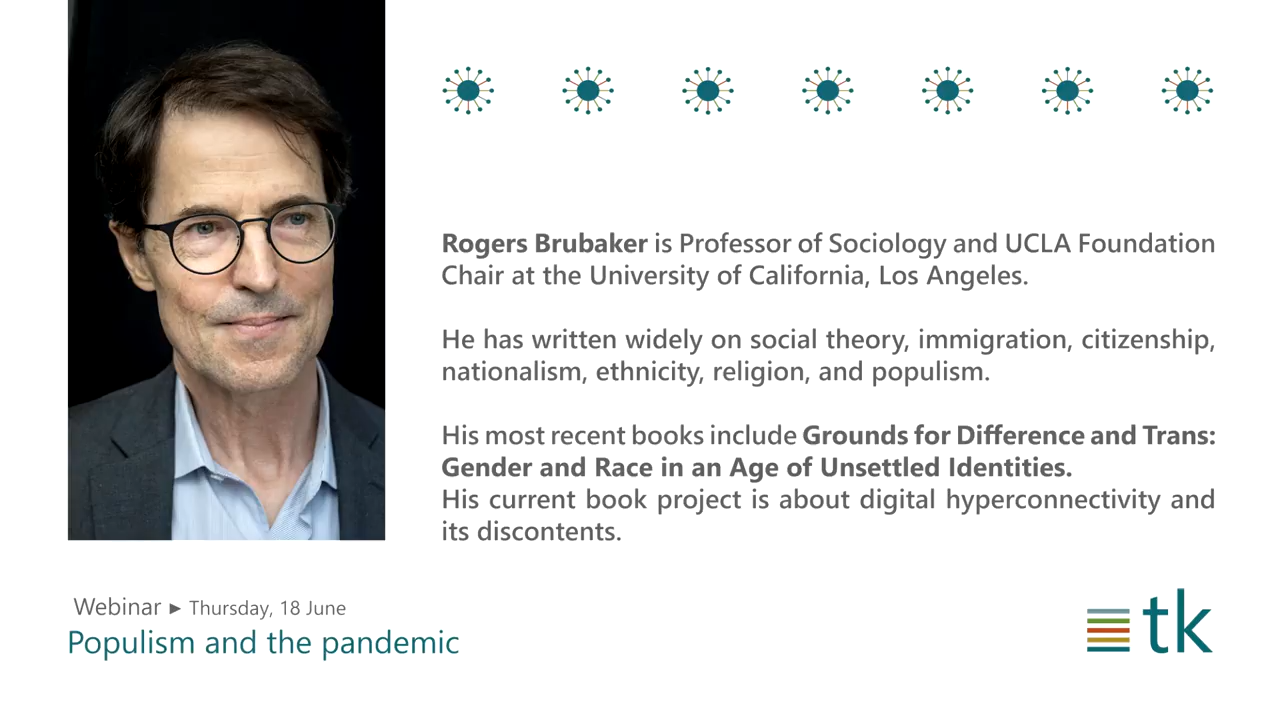 Rogers Brubaker is Professor of Sociology and UCLA Foundation
Chair at the University of California, Los Angeles.
He has written widely on social theory, immigration, citizenship,
nationalism, ethnicity, religion, and populism.
His most recent books include Grounds for Difference and Trans:
Gender and Race in an Age of Unsettled Identities.
His current book project is about digital hyperconnectivity and
its discontents.
Webinar ► Thursday, 18 June
Populism and the pandemic
tk